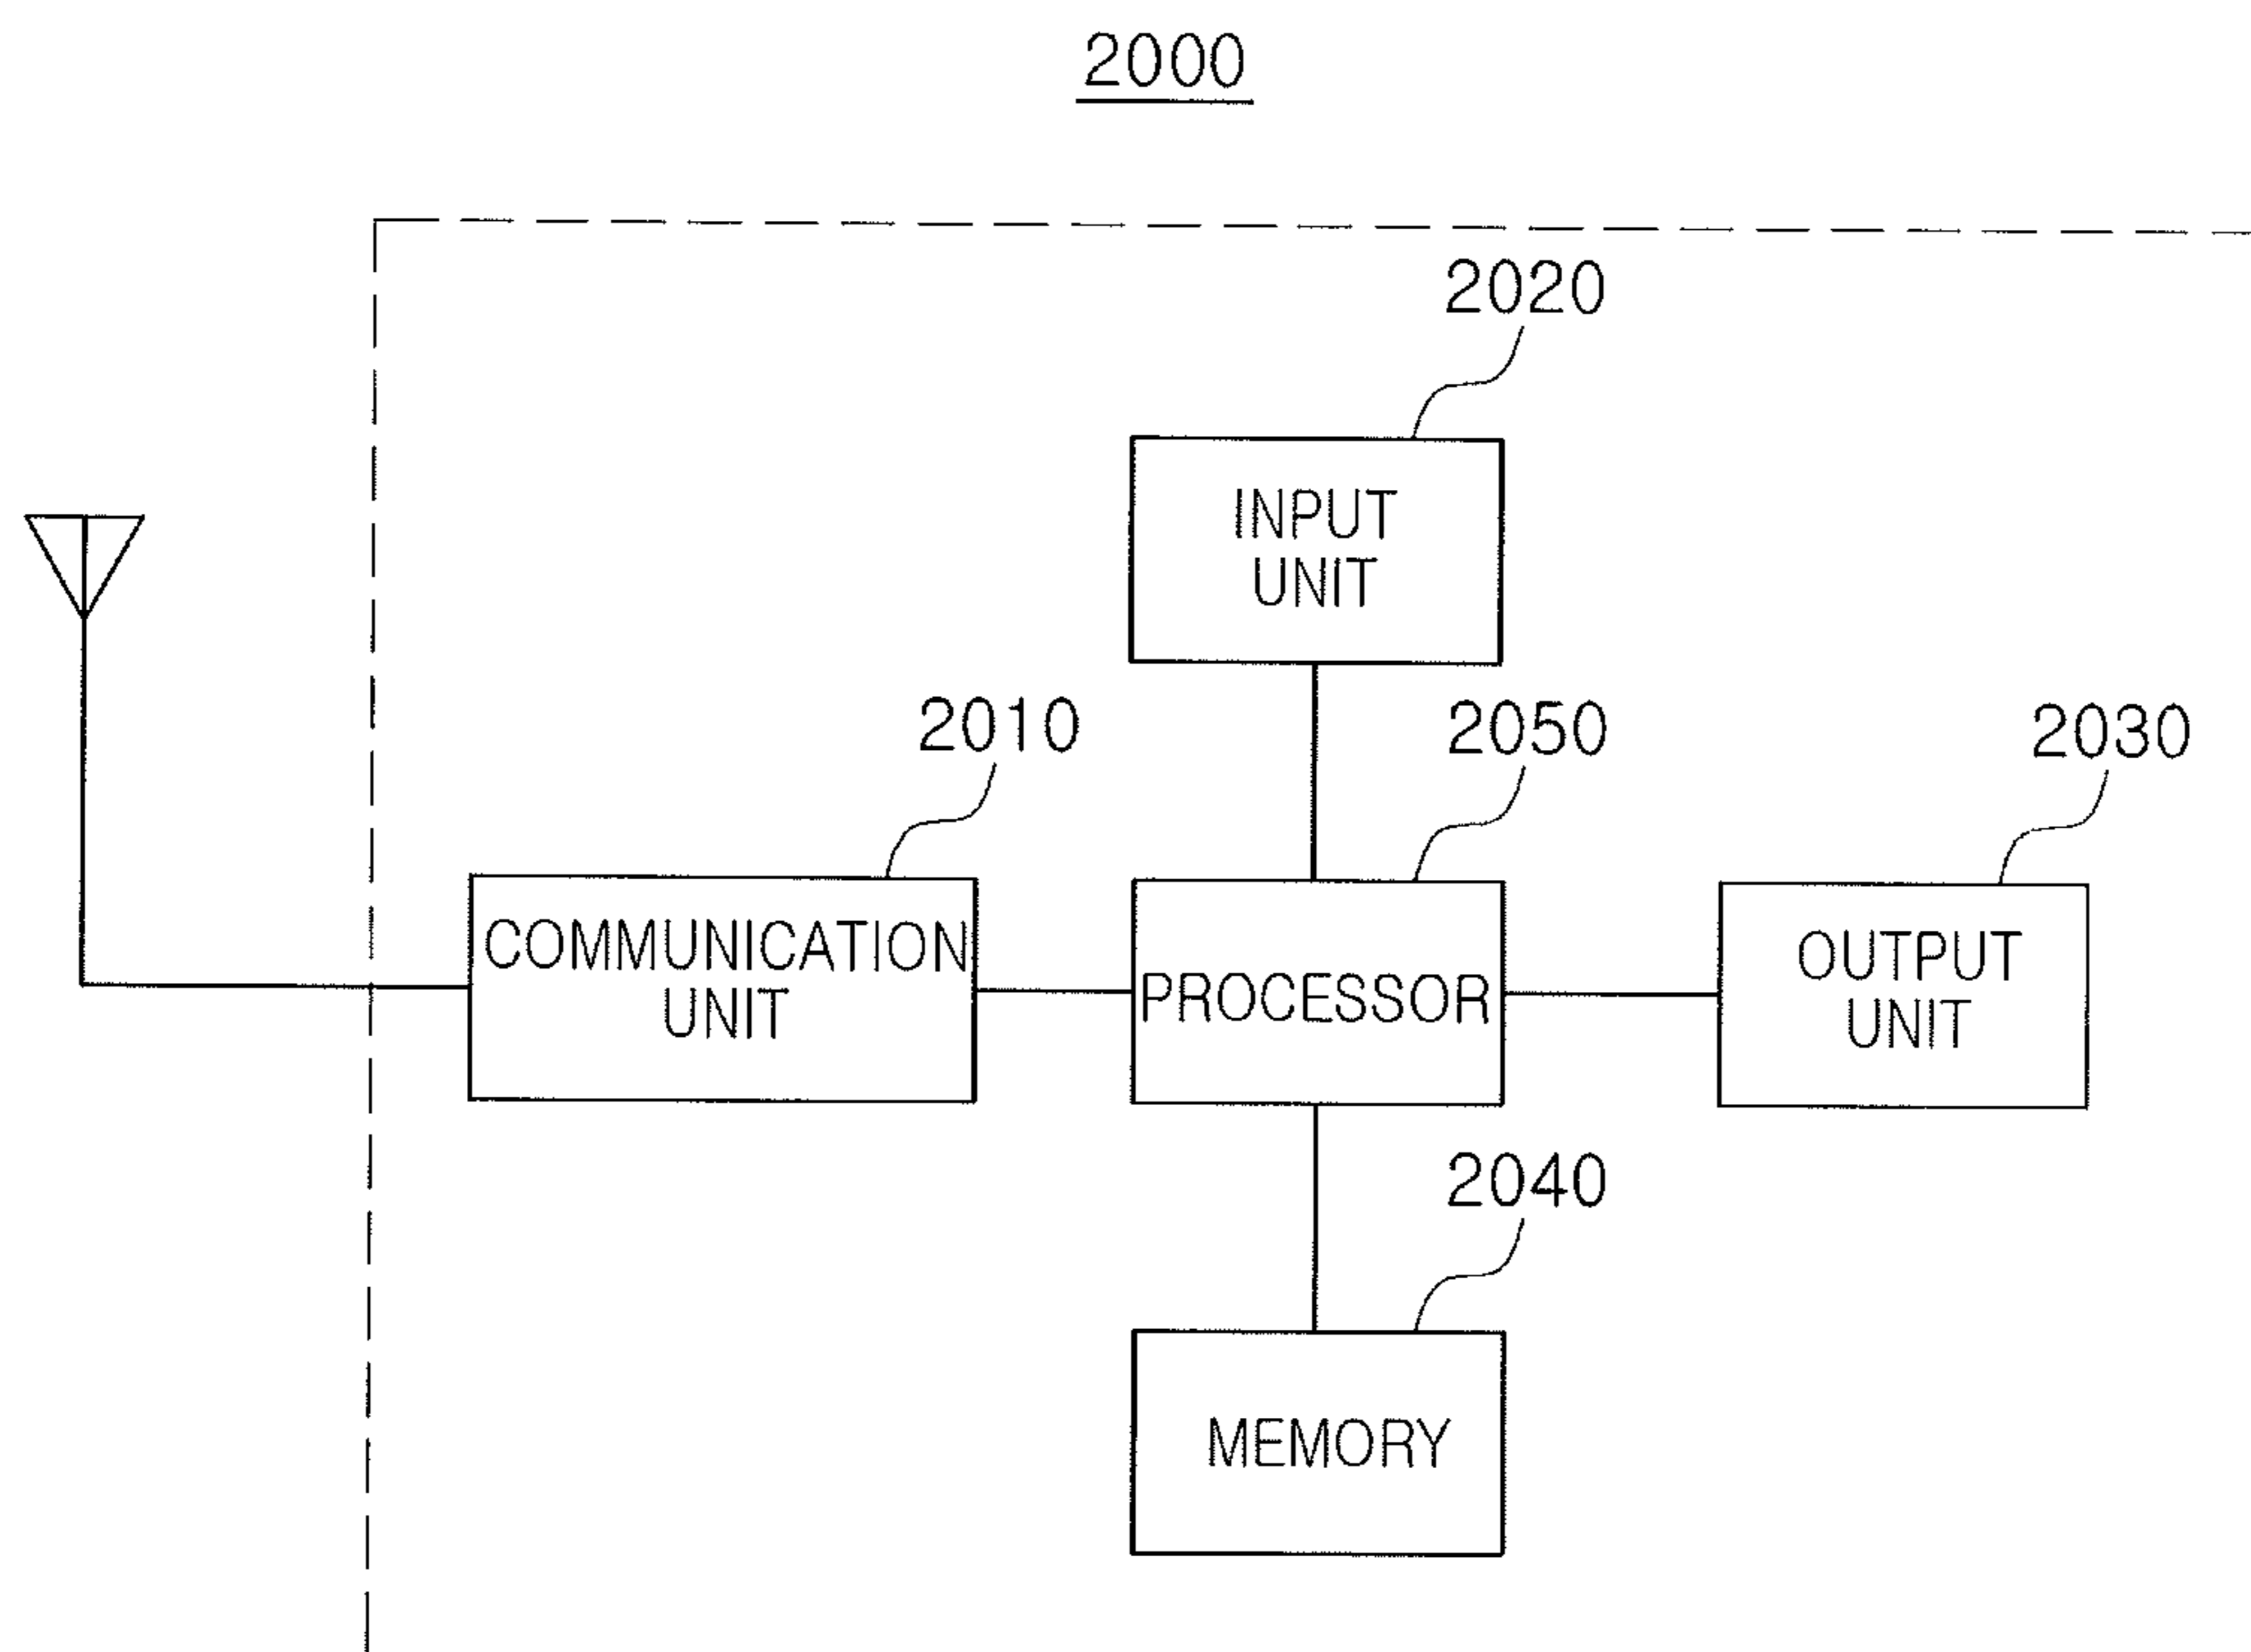 2000
2020
INPUT
UNIT
2010
2050
2030
COMMUNICATION
UNIT
PROCESSOR
OUTPUT
UNIT
2040
MEMORY